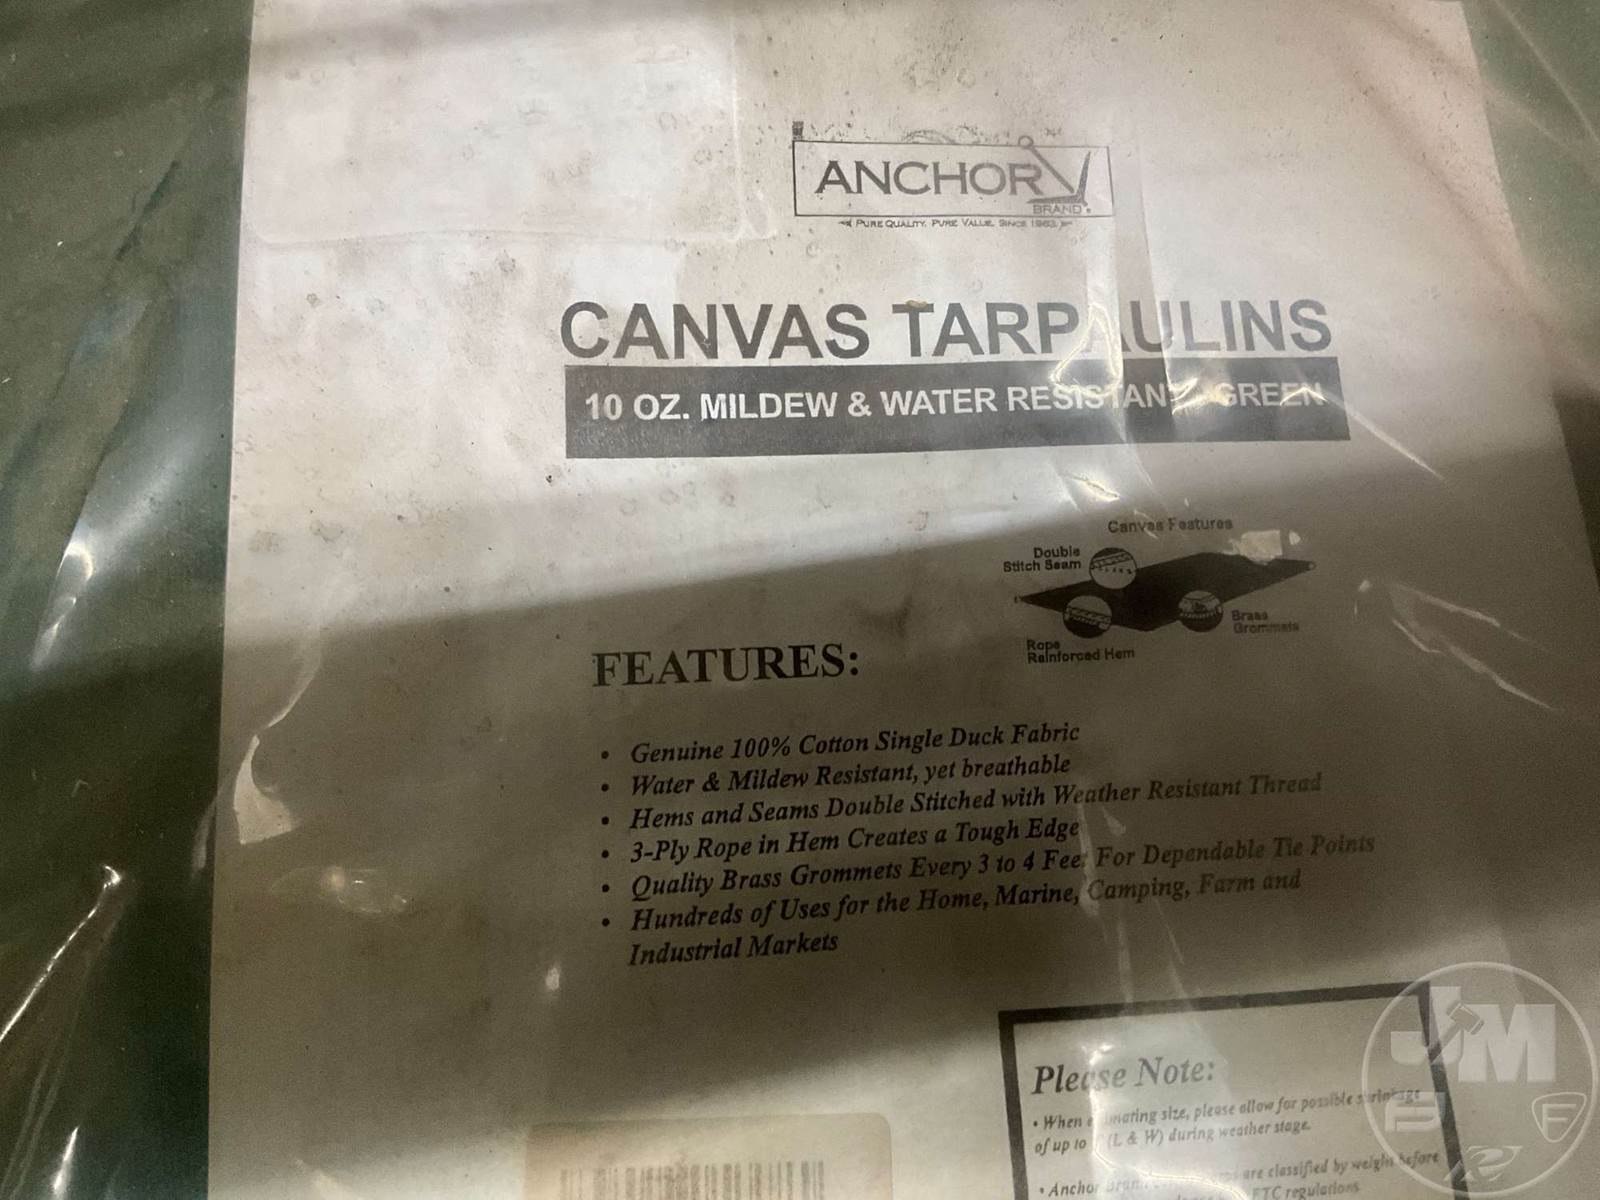 ANCHOR
BRAND
PURE QUALITY. PURE VALUE. SINCE 1963.
CANVAS TARPAULINS
10 OZ. MILDEW & WATER RESISTANT - GREEN
Canvas Features
Double
Stitch Seam
Brass
Grommets
Rope
Reinforced Hem
FEATURES:
• Genuine 100% Cotton Single Duck Fabric
• Water & Mildew Resistant, yet breathable
• Hems and Seams Double Stitched with Weather Resistant Thread
• 3-Ply Rope in Hem Creates a Tough Edge
• Quality Brass Grommets Every 3 to 4 Feet For Dependable Tie Points
• Hundreds of Uses for the Home, Marine, Camping, Farm and
Industrial Markets
Please Note:
• When estimating size, please allow for possible shrinkage
of up to (L & W) during weather stage.
• Anchor Brand are classified by weight before
FTC regulations
JM